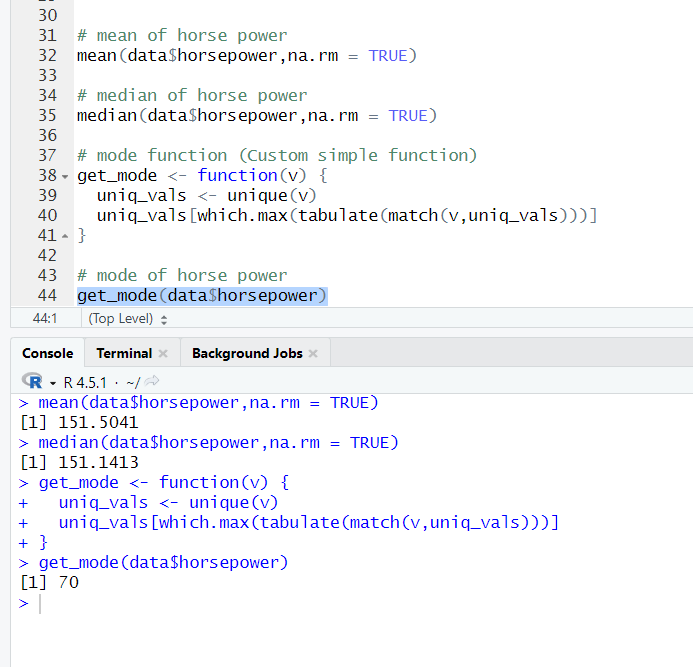 30
31 # mean of horse power
32 mean(data$horsepower,na.rm = TRUE)
33
34 # median of horse power
35 median(data$horsepower,na.rm = TRUE)
36
37 # mode function (Custom simple function)
38 get_mode <- function(v) {
39   uniq_vals <- unique(v)
40   uniq_vals[which.max(tabulate(match(v,uniq_vals)))]
41 }
42
43 # mode of horse power
44 get_mode(data$horsepower)
44:1 (Top Level)
Console Terminal Background Jobs
R R 4.5.1 · ~/
> mean(data$horsepower,na.rm = TRUE)
[1] 151.5041
> median(data$horsepower,na.rm = TRUE)
[1] 151.1413
> get_mode <- function(v) {
+   uniq_vals <- unique(v)
+   uniq_vals[which.max(tabulate(match(v,uniq_vals)))]
+ }
> get_mode(data$horsepower)
[1] 70
>